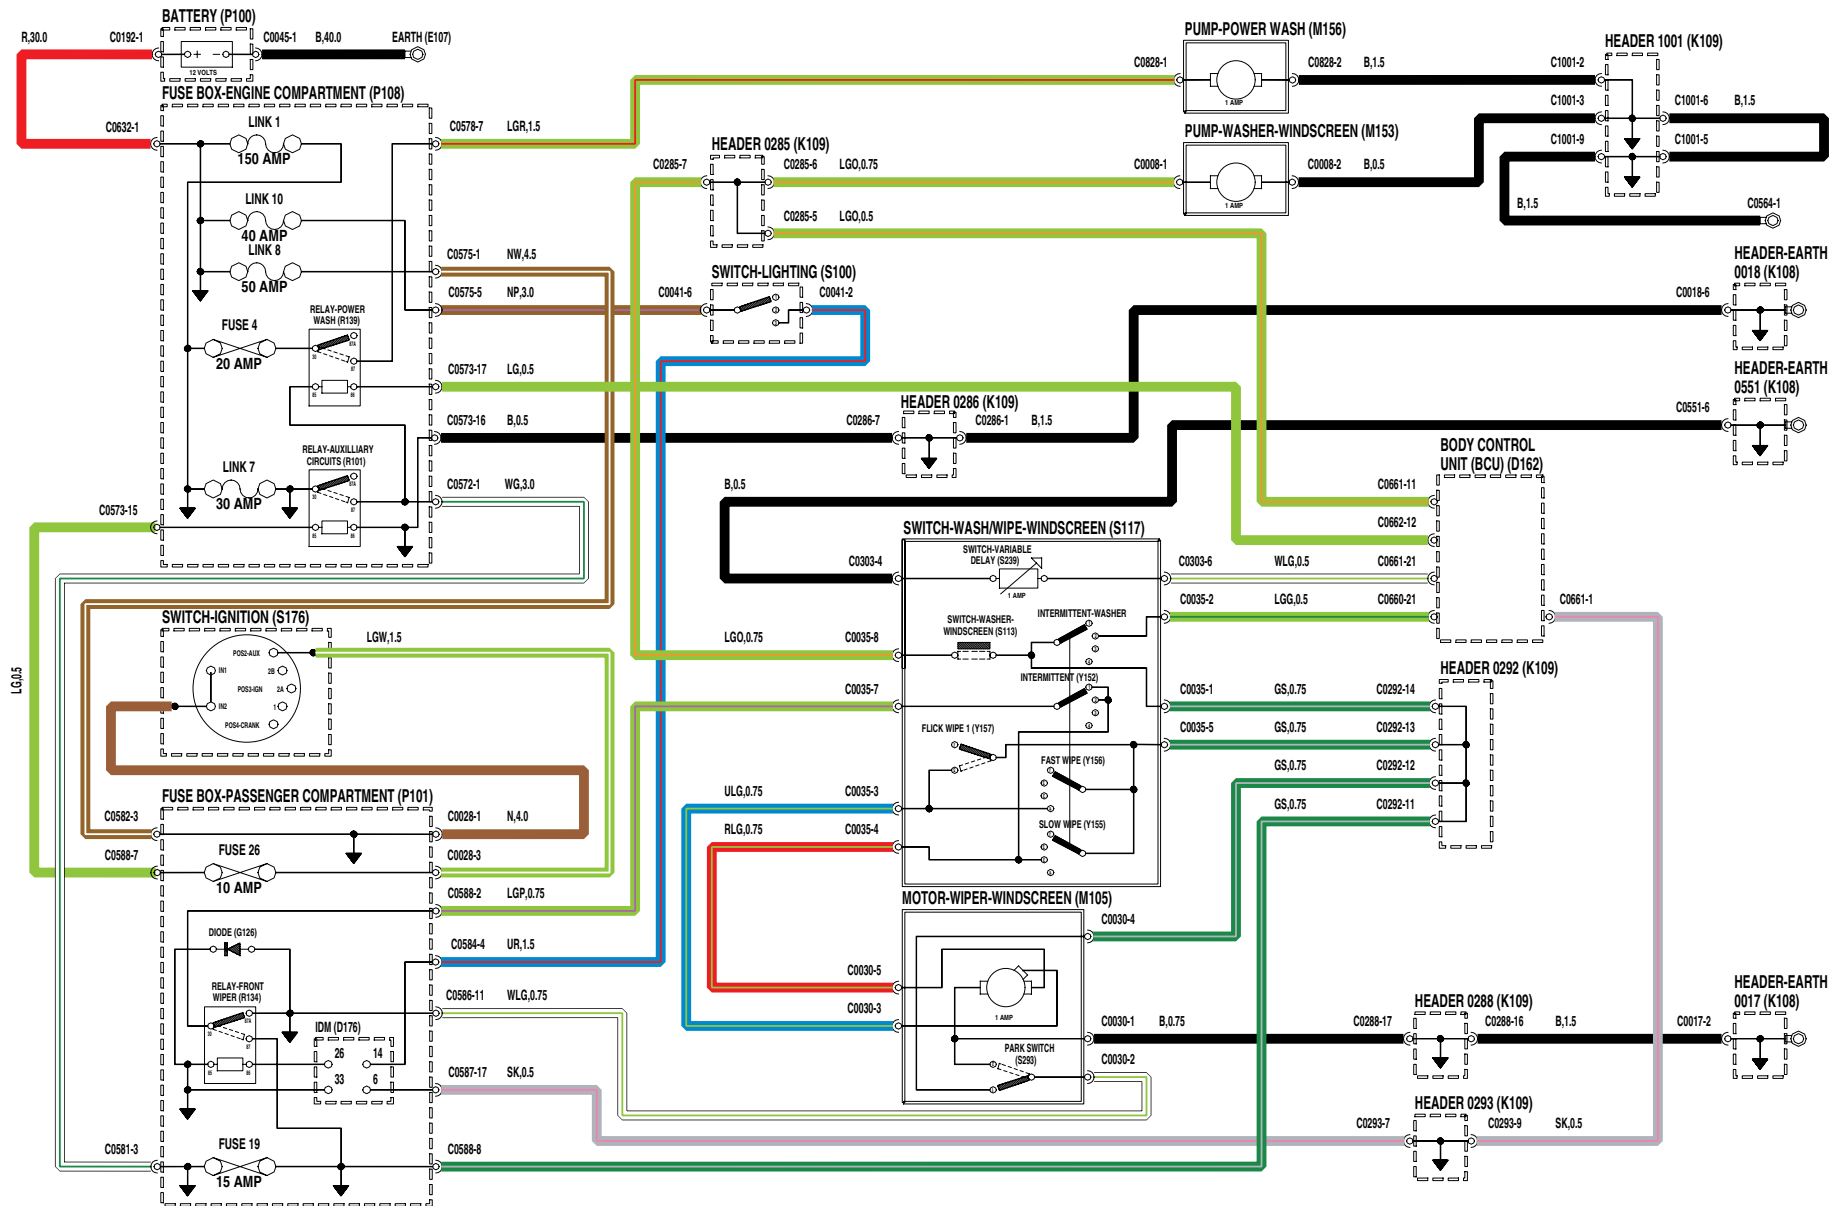 BATTERY (P100)
R,30.0
C0192-1
C0045-1
B,40.0
EARTH (E107)
12 VOLTS
FUSE BOX-ENGINE COMPARTMENT (P108)
C0632-1
LINK 1
150 AMP
C0578-7
LGR,1.5
LINK 10
40 AMP
LINK 8
50 AMP
C0575-1
NW,4.5
C0575-5
NP,3.0
RELAY-POWER
WASH (R139)
FUSE 4
20 AMP
30
87A
87
85
86
C0573-17
LG,0.5
C0573-16
B,0.5
RELAY-AUXILLIARY
CIRCUITS (R101)
LINK 7
30 AMP
30
87A
87
85
86
C0572-1
WG,3.0
C0573-15
LG,0.5
PUMP-POWER WASH (M156)
C0828-1
C0828-2
B,1.5
1 AMP
PUMP-WASHER-WINDSCREEN (M153)
C0008-1
C0008-2
B,0.5
1 AMP
HEADER 1001 (K109)
C1001-2
C1001-3
C1001-9
C1001-6
B,1.5
C1001-5
B,1.5
C0564-1
HEADER 0285 (K109)
C0285-7
C0285-6
LGO,0.75
C0285-5
LGO,0.5
SWITCH-LIGHTING (S100)
C0041-6
C0041-2
1
2
3
HEADER-EARTH
0018 (K108)
C0018-6
HEADER-EARTH
0551 (K108)
C0551-6
HEADER 0286 (K109)
C0286-7
C0286-1
B,1.5
B,0.5
BODY CONTROL
UNIT (BCU) (D162)
C0661-11
C0662-12
C0661-21
C0660-21
C0661-1
SWITCH-WASH/WIPE-WINDSCREEN (S117)
SWITCH-VARIABLE
DELAY (S239)
1 AMP
C0303-4
C0303-6
WLG,0.5
C0035-2
LGG,0.5
SWITCH-WASHER-
WINDSCREEN (S113)
INTERMITTENT-WASHER
LGO,0.75
C0035-8
INTERMITTENT (Y152)
C0035-7
C0035-1
GS,0.75
C0292-14
C0035-5
GS,0.75
C0292-13
GS,0.75
C0292-12
GS,0.75
C0292-11
HEADER 0292 (K109)
FLICK WIPE 1 (Y157)
FAST WIPE (Y156)
SLOW WIPE (Y155)
ULG,0.75
C0035-3
RLG,0.75
C0035-4
SWITCH-IGNITION (S176)
LGW,1.5
POS2-AUX
IN1
2B
POS3-IGN
2A
IN2
1
POS4-CRANK
FUSE BOX-PASSENGER COMPARTMENT (P101)
C0582-3
C0028-1
N,4.0
C0588-7
FUSE 26
10 AMP
C0028-3
C0588-2
LGP,0.75
DIODE (G126)
C0584-4
UR,1.5
RELAY-FRONT
WIPER (R134)
30
87A
87
85
86
C0586-11
WLG,0.75
IDM (D176)
26
14
33
6
C0587-17
SK,0.5
C0581-3
FUSE 19
15 AMP
C0588-8
MOTOR-WIPER-WINDSCREEN (M105)
C0030-4
C0030-5
C0030-3
1 AMP
C0030-1
B,0.75
PARK SWITCH
(S293)
C0030-2
HEADER 0288 (K109)
C0288-17
C0288-16
B,1.5
HEADER-EARTH
0017 (K108)
C0017-2
HEADER 0293 (K109)
C0293-7
C0293-9
SK,0.5